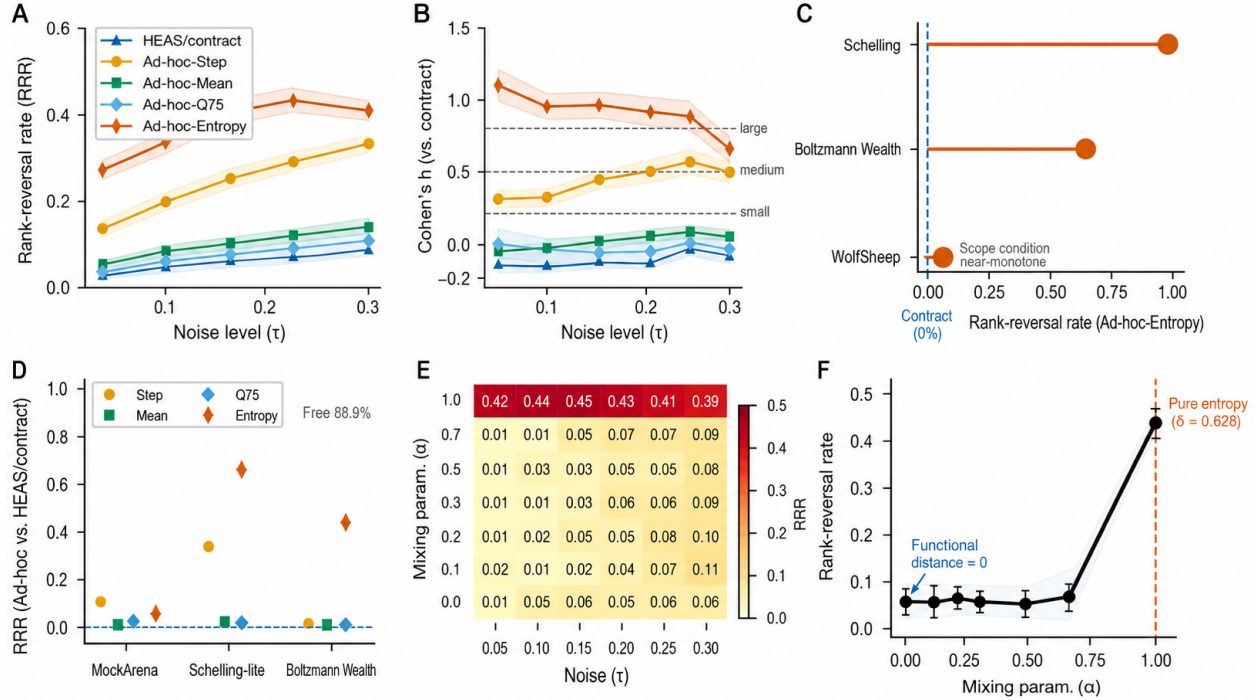 A
Rank-reversal rate (RRR)
0.6
0.4
0.2
0.0
HEAS/contract
Ad-hoc-Step
Ad-hoc-Mean
Ad-hoc-Q75
Ad-hoc-Entropy
0.1
0.2
0.3
Noise level (τ)
B
Cohen's h (vs. contract)
1.5
1.0
0.5
0.0
−0.2
large
medium
small
0.1
0.2
0.3
Noise level (τ)
C
Schelling
Boltzmann Wealth
WolfSheep
Scope condition
near-monotone
0.00
0.25
0.50
0.75
1.00
Contract
(0%)
Rank-reversal rate (Ad-hoc-Entropy)
D
RRR (Ad-hoc vs. HEAS/contract)
1.0
0.8
0.6
0.4
0.2
0.0
Step
Mean
Q75
Entropy
Free 88.9%
MockArena
Schelling-lite
Boltzmann Wealth
E
Mixing param. (α)
1.0 0.42 0.44 0.45 0.43 0.41 0.39
0.7 0.01 0.01 0.05 0.07 0.07 0.09
0.5 0.01 0.03 0.03 0.05 0.05 0.08
0.3 0.01 0.01 0.03 0.06 0.06 0.09
0.2 0.01 0.02 0.05 0.05 0.08 0.10
0.1 0.02 0.01 0.02 0.04 0.07 0.11
0.0 0.01 0.05 0.06 0.05 0.06 0.06
0.05 0.10 0.15 0.20 0.25 0.30
Noise (τ)
0.5
0.4
0.3
0.2
0.1
0.0
RRR
F
Rank-reversal rate
0.5
0.4
0.3
0.2
0.1
0.0
Functional
distance = 0
Pure entropy
(δ = 0.628)
0.00
0.25
0.50
0.75
1.00
Mixing param. (α)